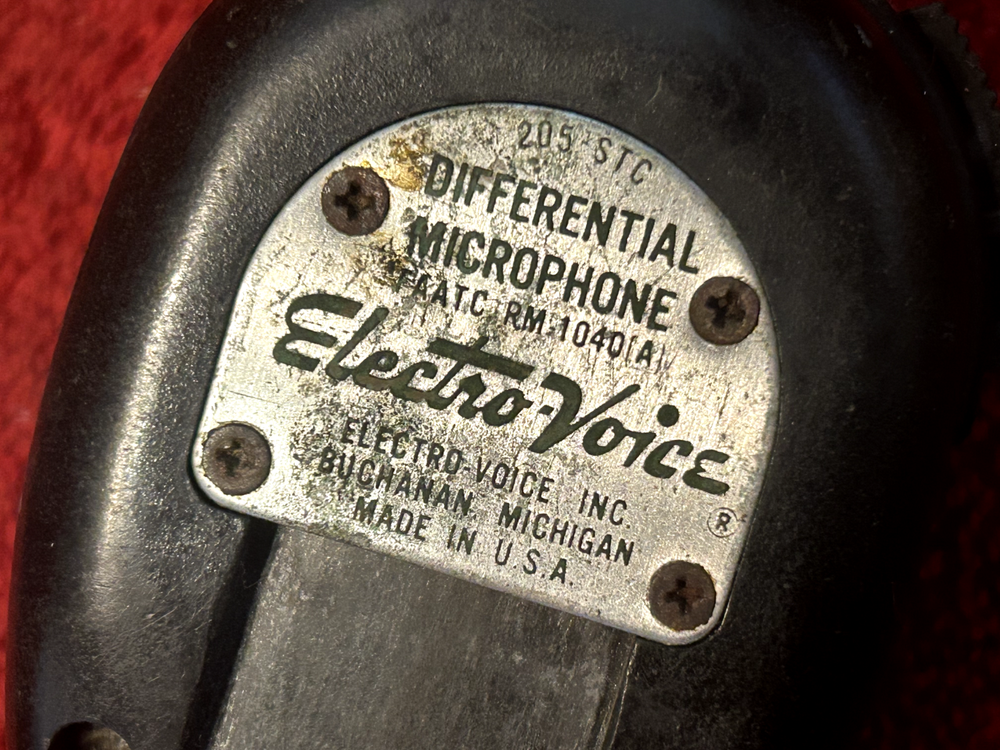 205-STC
DIFFERENTIAL
MICROPHONE
FAATC RM-1040(A)
Electro-Voice
®
ELECTRO-VOICE INC.
BUCHANAN, MICHIGAN
MADE IN U.S.A.